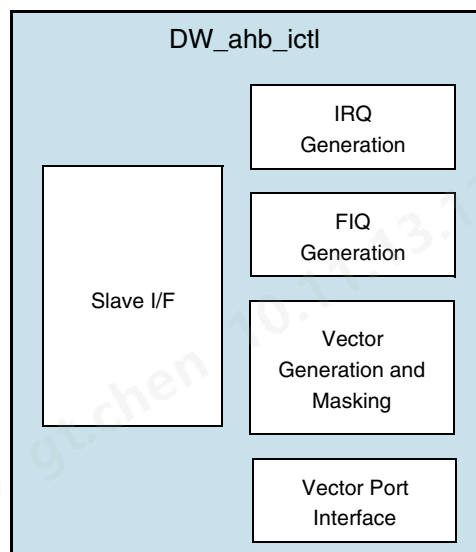 DW_ahb_ictl
IRQ
Generation
FIQ
Generation
Slave I/F
Vector
Generation and
Masking
Vector Port
Interface